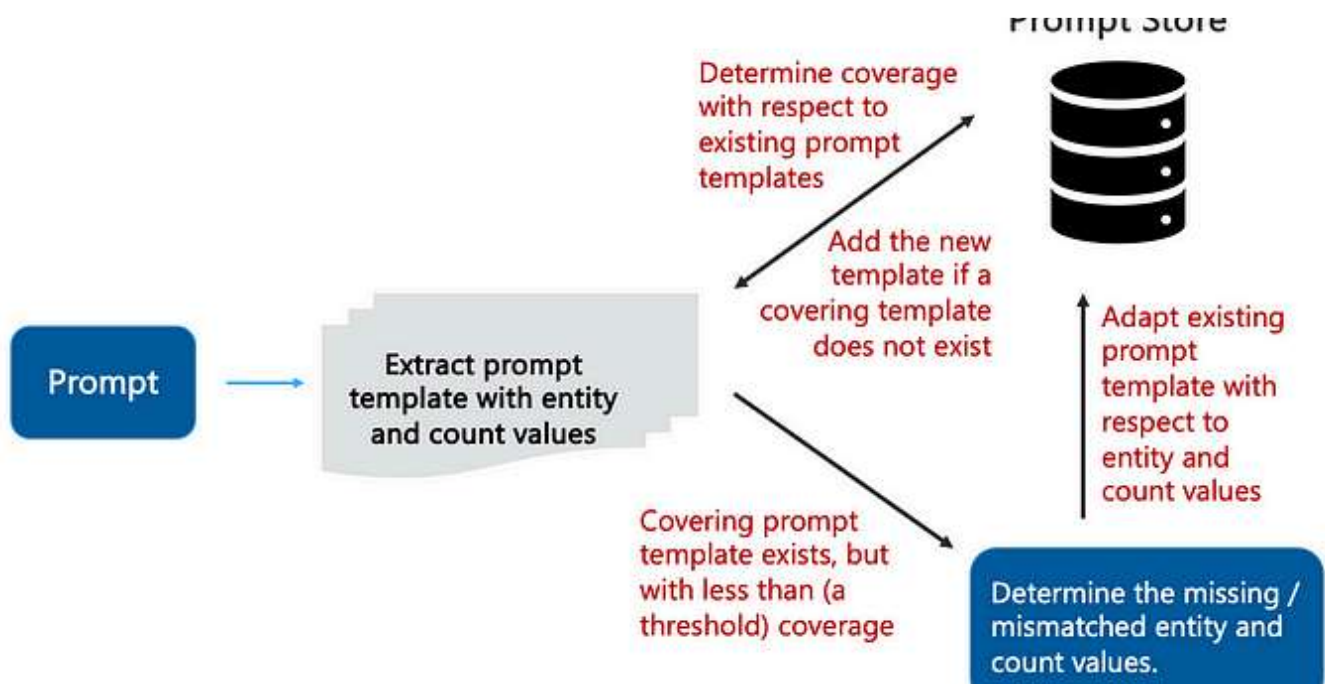 Prompt Store
Determine coverage
with respect to
existing prompt
templates
Add the new
template if a
covering template
does not exist
Adapt existing
prompt
template with
respect to
entity and
count values
Prompt
Extract prompt
template with entity
and count values
Covering prompt
template exists, but
with less than (a
threshold) coverage
Determine the missing /
mismatched entity and
count values.